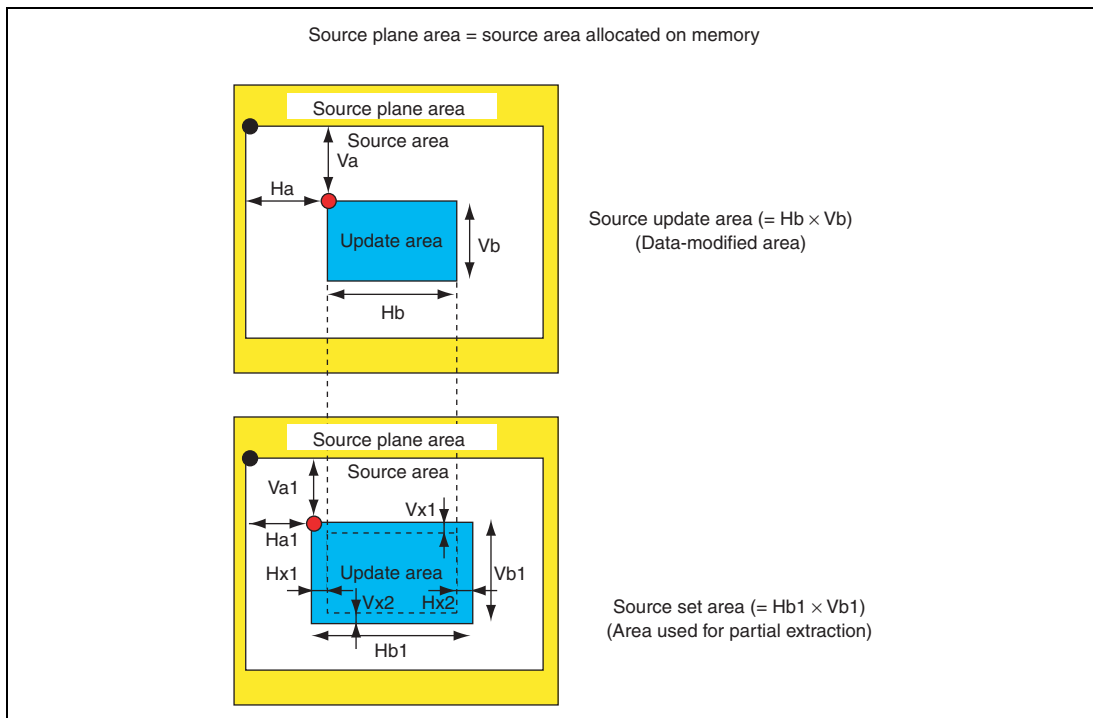 Source plane area = source area allocated on memory
Source plane area
Source area
Va
Ha
Update area
Vb
Hb
Source update area (= Hb × Vb)
(Data-modified area)
Source plane area
Source area
Va1
Vx1
Ha1
Hx1
Update area
Vb1
Vx2
Hx2
Hb1
Source set area (= Hb1 × Vb1)
(Area used for partial extraction)